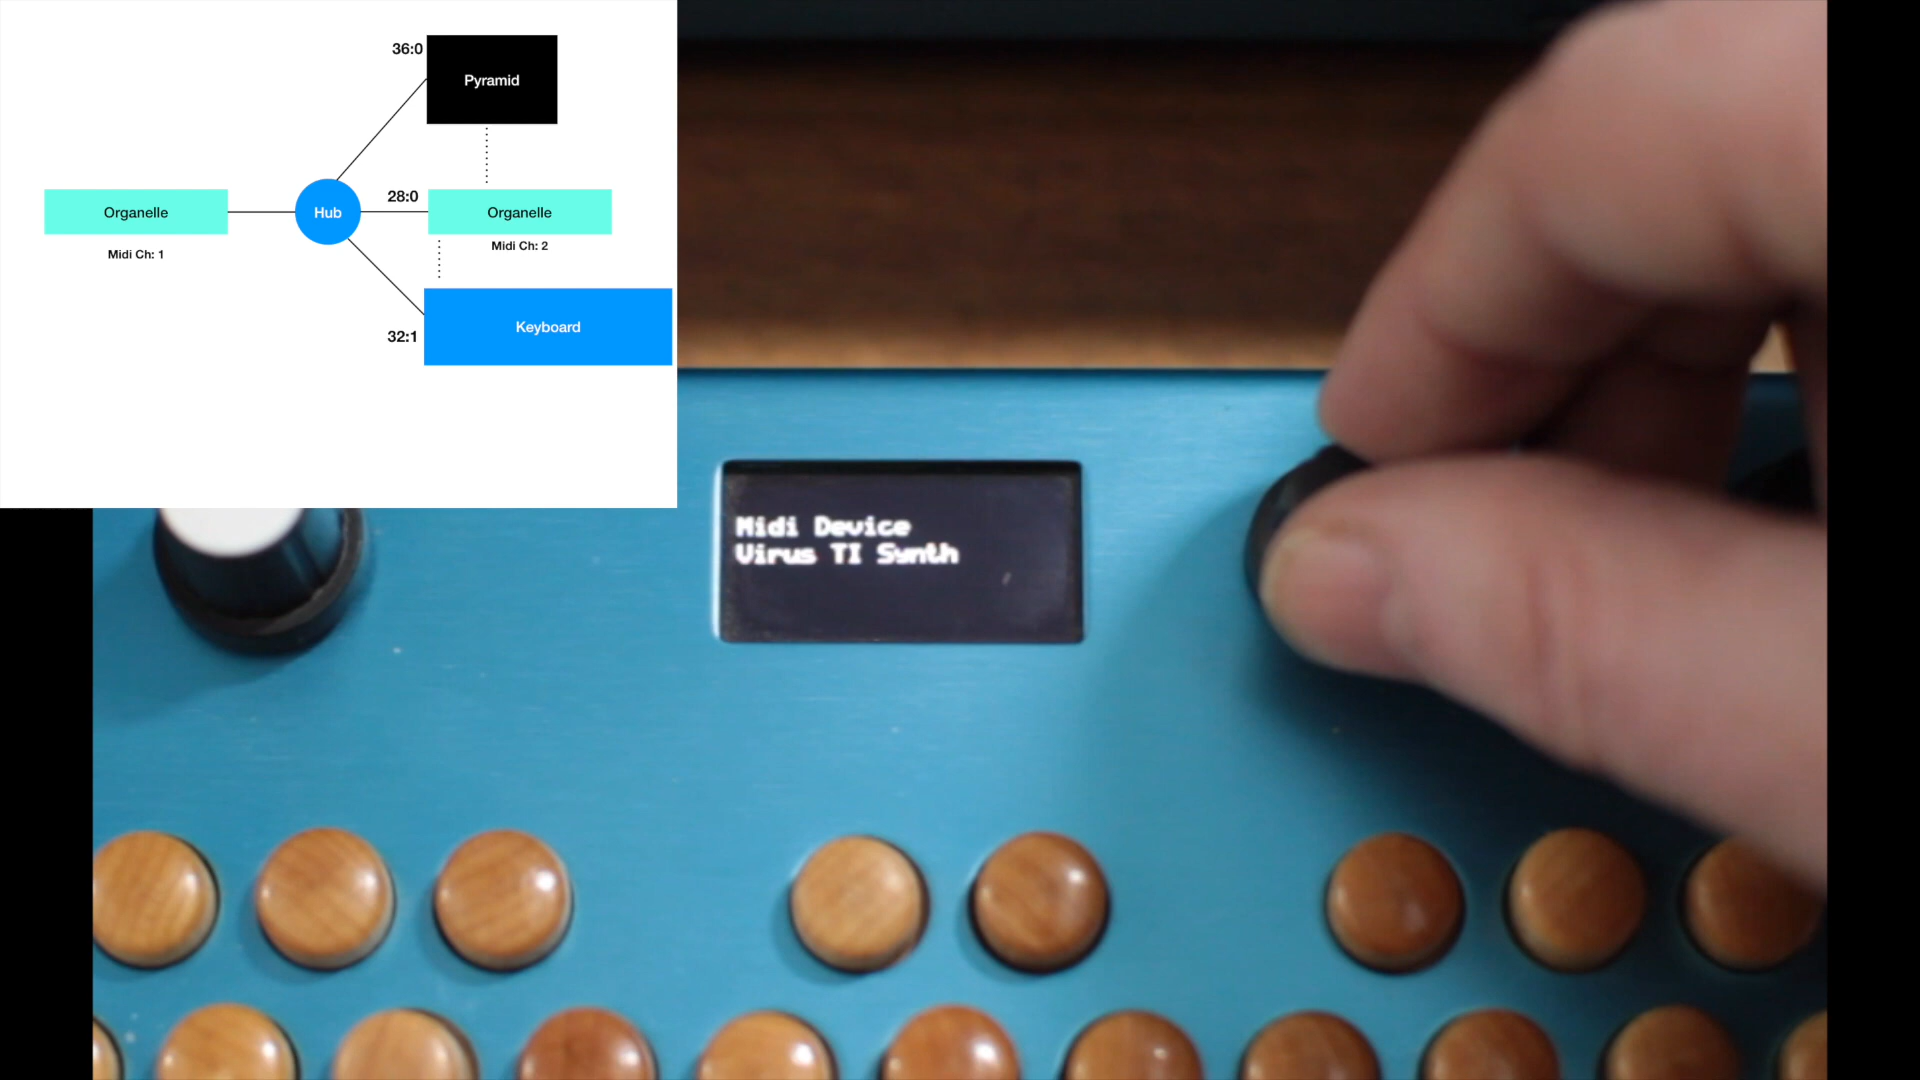 36:0
Pyramid
Organelle
Hub
28:0
Organelle
Midi Ch: 1
Midi Ch: 2
32:1
Keyboard
Midi Device
Virus TI Synth